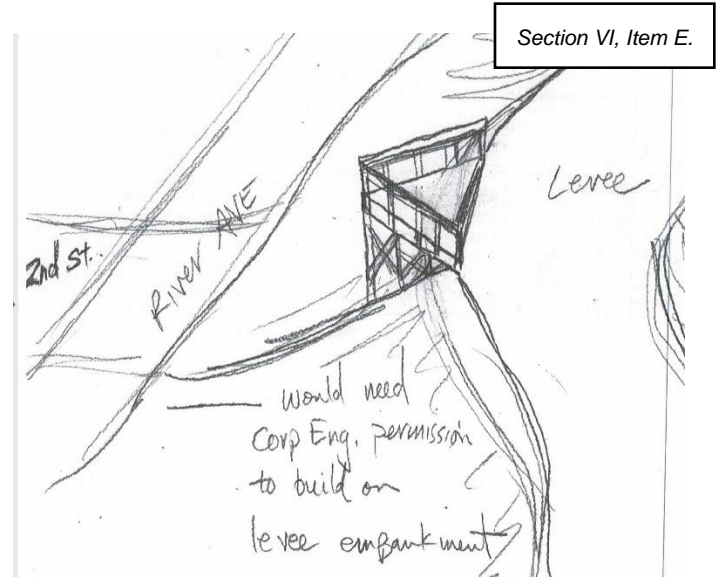 Section VI, Item E.
Levee
2nd St.
River AVE
would need
Corp Eng. permission
to build on
levee embankment